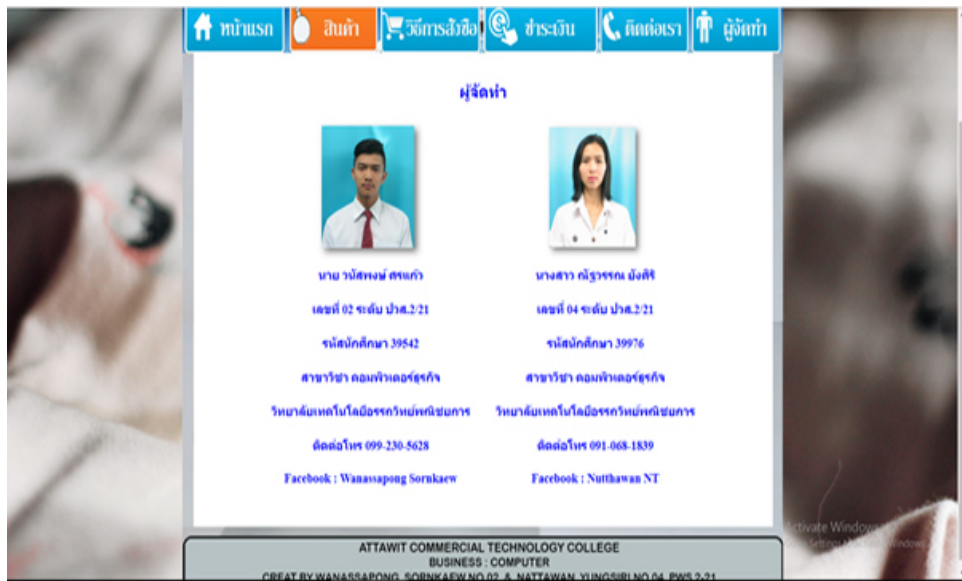 หน้าแรก สินค้า วิธีการสั่งซื้อ ชำระเงิน ติดต่อเรา ผู้จัดทำ
ผู้จัดทำ
นาย วนัสพงษ์ ศรแก้ว
เลขที่ 02 ระดับ ปวส.2/21
รหัสนักศึกษา 39542
สาขาวิชา คอมพิวเตอร์ธุรกิจ
วิทยาลัยเทคโนโลยีอรรถวิทย์พณิชยการ
ติดต่อโทร 099-230-5628
Facebook : Wanassapong Sornkaew
นางสาว ณัฐวรรณ ยังศิริ
เลขที่ 04 ระดับ ปวส.2/21
รหัสนักศึกษา 39976
สาขาวิชา คอมพิวเตอร์ธุรกิจ
วิทยาลัยเทคโนโลยีอรรถวิทย์พณิชยการ
ติดต่อโทร 091-068-1839
Facebook : Nutthawan NT
ATTAWIT COMMERCIAL TECHNOLOGY COLLEGE
BUSINESS : COMPUTER
CREAT BY WANASSAPONG SORNKAEW NO 02 & NATTAWAN YUNGSIRI NO 04 PWS 2-21